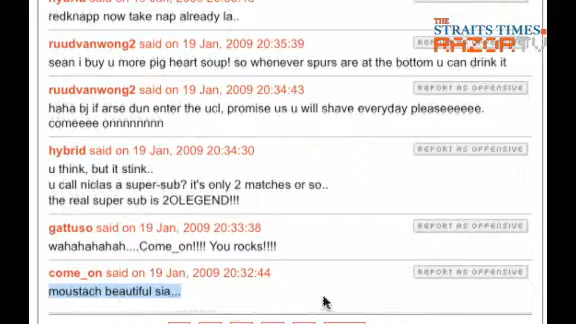 redknapp now take nap already la..
THE STRAITS TIMES
RAZOR TV
ruudvanwong2 said on 19 Jan, 2009 20:35:39
REPORT AS OFFENSIVE
sean i buy u more pig heart soup! so whenever spurs are at the bottom u can drink it
ruudvanwong2 said on 19 Jan, 2009 20:34:43
REPORT AS OFFENSIVE
haha bj if arse dun enter the ucl, promise us u will shave everyday pleaseeeeee.
comeeee onnnnnnnn
hybrid said on 19 Jan, 2009 20:34:30
REPORT AS OFFENSIVE
u think, but it stink..
u call niclas a super-sub? it's only 2 matches or so..
the real super sub is 2OLEGEND!!!
gattuso said on 19 Jan, 2009 20:33:38
REPORT AS OFFENSIVE
wahahahahah....Come_on!!!! You rocks!!!!
come_on said on 19 Jan, 2009 20:32:44
REPORT AS OFFENSIVE
moustach beautiful sia...